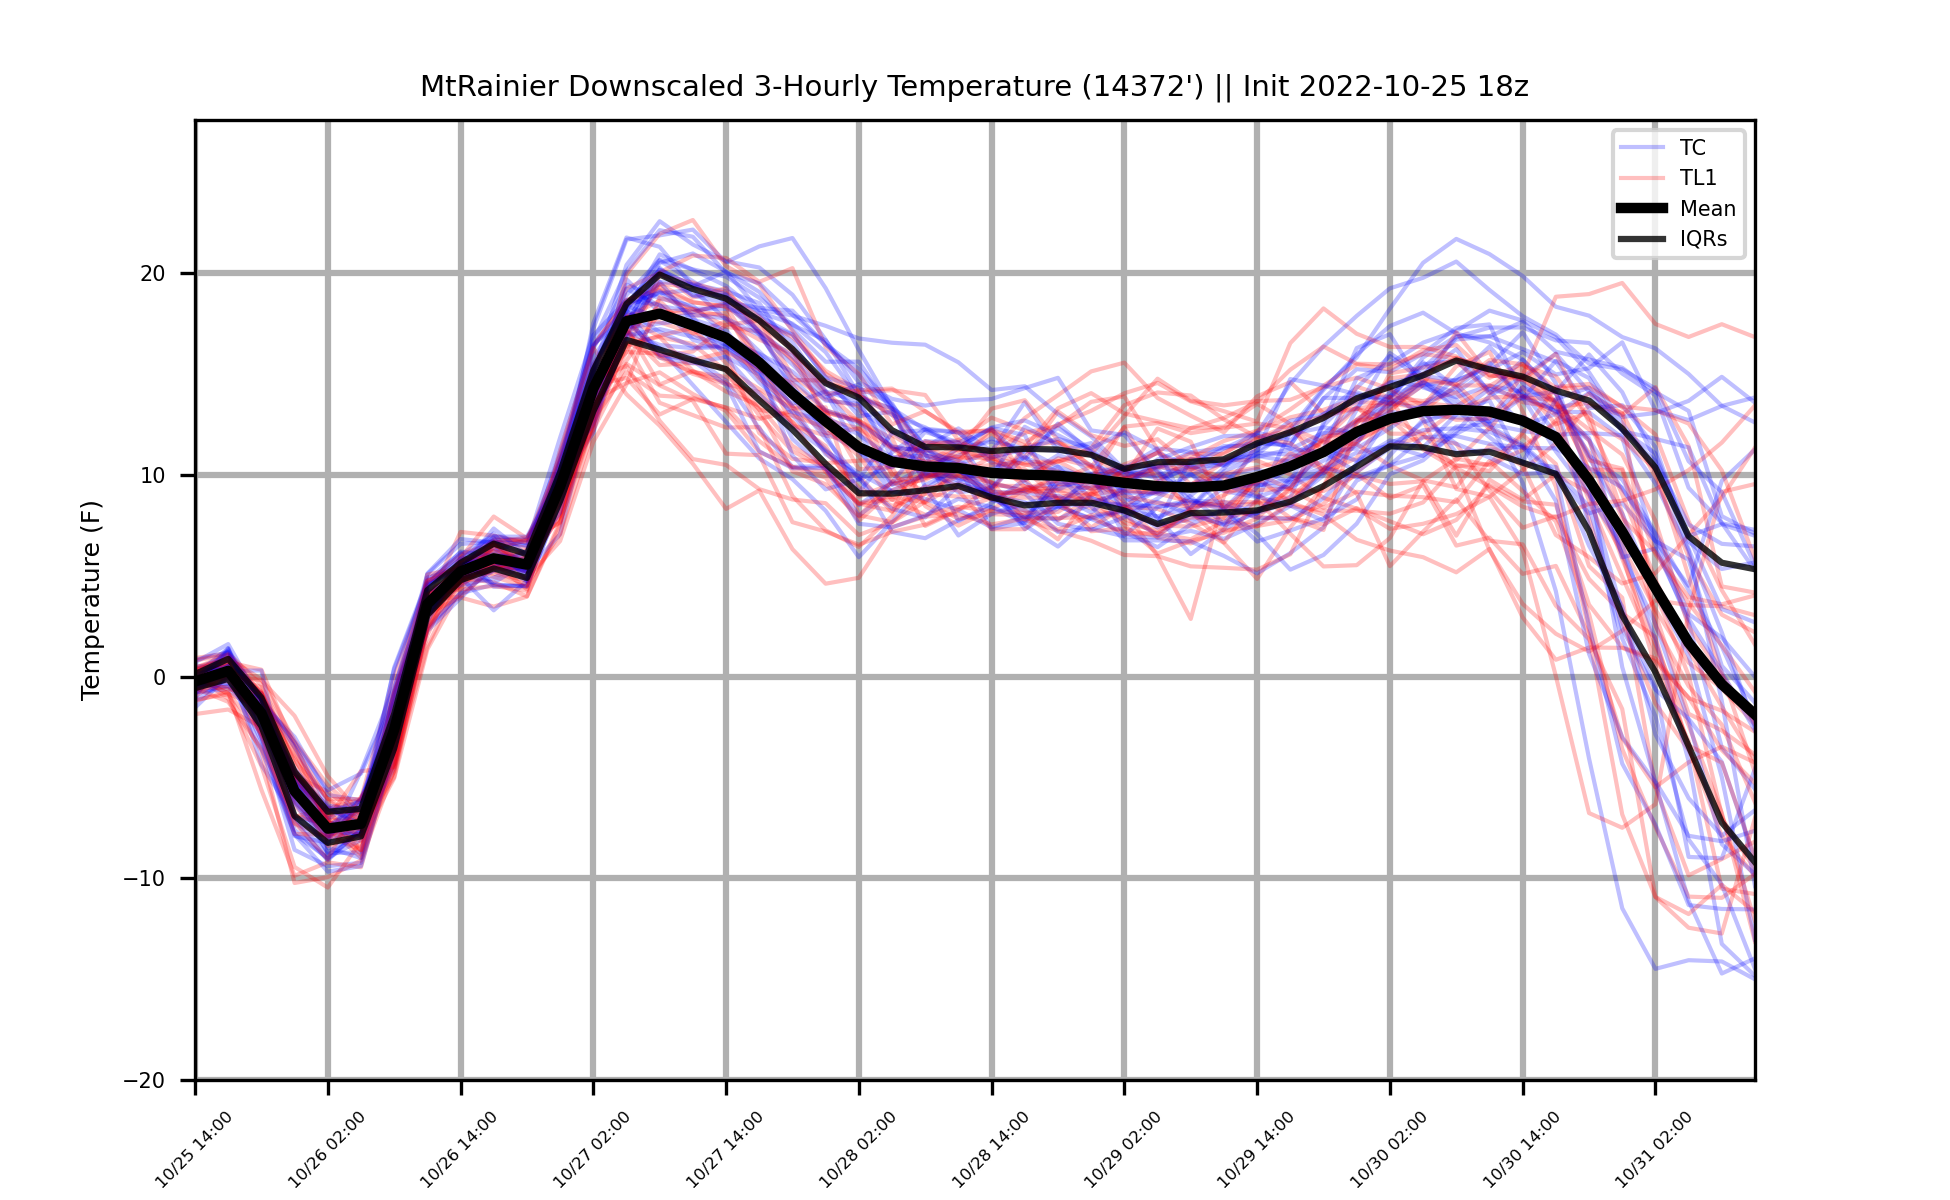 MtRainier Downscaled 3-Hourly Temperature (14372') || Init 2022-10-25 18z
TC
TL1
Mean
IQRs
Temperature (F)
20
10
0
−10
−20
10/25 14:00
10/26 02:00
10/26 14:00
10/27 02:00
10/27 14:00
10/28 02:00
10/28 14:00
10/29 02:00
10/29 14:00
10/30 02:00
10/30 14:00
10/31 02:00